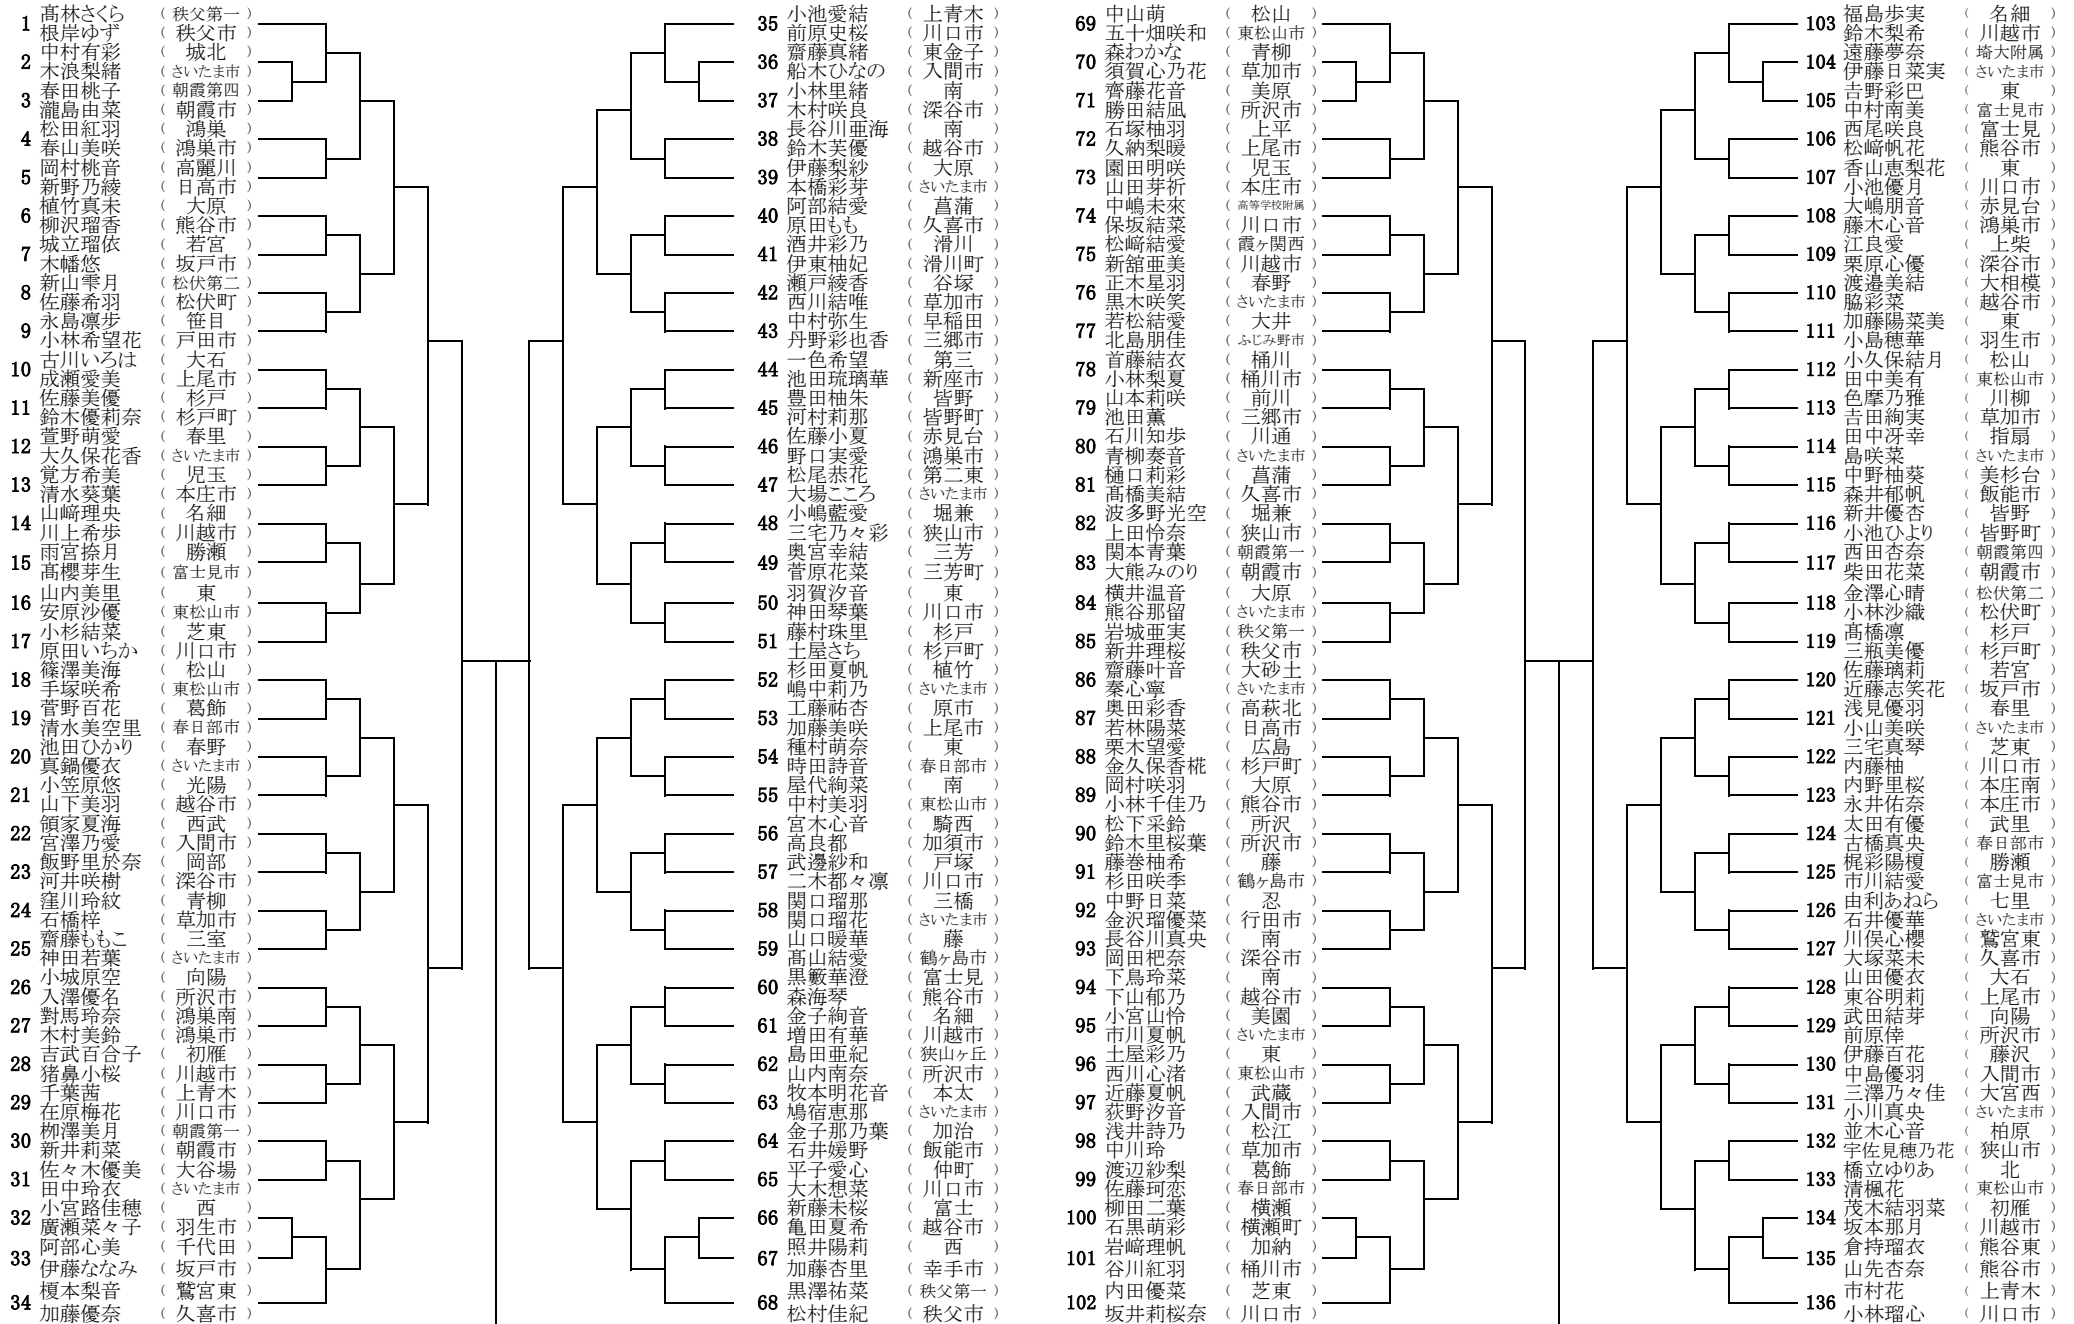 1 髙林さくら （ 秩父第一 ）
根岸ゆず （ 秩父市 ）
2 中村有彩 （ 城北 ）
木浪梨緒 （ さいたま市 ）
3 春田桃子 （ 朝霞第四 ）
瀧島由菜 （ 朝霞市 ）
4 松田紅羽 （ 鴻巣 ）
春山美咲 （ 鴻巣市 ）
5 岡村桃音 （ 高麗川 ）
新野乃綾 （ 日高市 ）
6 植竹真未 （ 大原 ）
柳沢瑠香 （ 熊谷市 ）
7 城立瑠依 （ 若宮 ）
木幡悠 （ 坂戸市 ）
8 新山雫月 （ 松伏第二 ）
佐藤希羽 （ 松伏町 ）
9 永島凛歩 （ 笹目 ）
小林希望花 （ 戸田市 ）
10 古川いろは （ 大石 ）
成瀬愛美 （ 上尾市 ）
11 佐藤美優 （ 杉戸 ）
鈴木優莉奈 （ 杉戸町 ）
12 萱野萌愛 （ 春里 ）
大久保花香 （ さいたま市 ）
13 覚方希美 （ 児玉 ）
清水葵葉 （ 本庄市 ）
14 山﨑理央 （ 名細 ）
川上希歩 （ 川越市 ）
15 雨宮捺月 （ 勝瀬 ）
髙櫻芽生 （ 富士見市 ）
16 山内美里 （ 東 ）
安原沙優 （ 東松山市 ）
17 小杉結菜 （ 芝東 ）
原田いちか （ 川口市 ）
18 篠澤美海 （ 松山 ）
手塚咲希 （ 東松山市 ）
19 菅野百花 （ 葛飾 ）
清水美空里 （ 春日部市 ）
20 池田ひかり （ 春野 ）
真鍋優衣 （ さいたま市 ）
21 小笠原悠 （ 光陽 ）
山下美羽 （ 越谷市 ）
22 領家夏海 （ 西武 ）
宮澤乃愛 （ 入間市 ）
23 飯野里於奈 （ 岡部 ）
河井咲樹 （ 深谷市 ）
24 窪川玲紋 （ 青柳 ）
石橋梓 （ 草加市 ）
25 齋藤ももこ （ 三室 ）
神田若葉 （ さいたま市 ）
26 小城原空 （ 向陽 ）
入澤優名 （ 所沢市 ）
27 對馬玲奈 （ 鴻巣南 ）
木村美鈴 （ 鴻巣市 ）
28 吉武百合子 （ 初雁 ）
猪鼻小桜 （ 川越市 ）
29 千葉茜 （ 上青木 ）
在原梅花 （ 川口市 ）
30 栁澤美月 （ 朝霞第一 ）
新井莉菜 （ 朝霞市 ）
31 佐々木優美 （ 大谷場 ）
田中玲衣 （ さいたま市 ）
32 小宮路佳穂 （ 西 ）
廣瀬菜々子 （ 羽生市 ）
33 阿部心美 （ 千代田 ）
伊藤ななみ （ 坂戸市 ）
34 榎本梨音 （ 鷲宮東 ）
加藤優奈 （ 久喜市 ）
35 小池愛結 （ 上青木 ）
前原史桜 （ 川口市 ）
36 齋藤真緒 （ 東金子 ）
船木ひなの （ 入間市 ）
37 小林里緒 （ 南 ）
木村咲良 （ 深谷市 ）
38 長谷川亜海 （ 南 ）
鈴木芙優 （ 越谷市 ）
39 伊藤梨紗 （ 大原 ）
本橋彩芽 （ さいたま市 ）
40 阿部結愛 （ 菖蒲 ）
原田もも （ 久喜市 ）
41 酒井彩乃 （ 滑川 ）
伊東柚妃 （ 滑川町 ）
42 瀬戸綾香 （ 谷塚 ）
西川結唯 （ 草加市 ）
43 中村弥生 （ 早稲田 ）
丹野彩也香 （ 三郷市 ）
44 一色希望 （ 第三 ）
池田琉璃華 （ 新座市 ）
45 豊田柚朱 （ 皆野 ）
河村莉那 （ 皆野町 ）
46 佐藤小夏 （ 赤見台 ）
野口実愛 （ 鴻巣市 ）
47 松尾恭花 （ 第二東 ）
大場こころ （ さいたま市 ）
48 小嶋藍愛 （ 堀兼 ）
三宅乃々彩 （ 狭山市 ）
49 奥宮幸結 （ 三芳 ）
菅原花菜 （ 三芳町 ）
50 羽賀汐音 （ 東 ）
神田琴葉 （ 川口市 ）
51 藤村珠里 （ 杉戸 ）
土屋さち （ 杉戸町 ）
52 杉田夏帆 （ 植竹 ）
嶋中莉乃 （ さいたま市 ）
53 工藤祐杏 （ 原市 ）
加藤美咲 （ 上尾市 ）
54 種村萌奈 （ 東 ）
時田詩音 （ 春日部市 ）
55 屋代絢菜 （ 南 ）
中村美羽 （ 東松山市 ）
56 宮木心音 （ 騎西 ）
高良都 （ 加須市 ）
57 武邊紗和 （ 戸塚 ）
二木都々凛 （ 川口市 ）
58 関口瑠那 （ 三橋 ）
関口瑠花 （ さいたま市 ）
59 山口暖華 （ 藤 ）
髙山結愛 （ 鶴ヶ島市 ）
60 黒籔華澄 （ 富士見 ）
森海琴 （ 熊谷市 ）
61 金子絢音 （ 名細 ）
増田有華 （ 川越市 ）
62 島田亜紀 （ 狭山ヶ丘 ）
山内南奈 （ 所沢市 ）
63 牧本明花音 （ 本太 ）
鳩宿恵那 （ さいたま市 ）
64 金子那乃葉 （ 加治 ）
石井媛野 （ 飯能市 ）
65 平子愛心 （ 仲町 ）
大木想菜 （ 川口市 ）
66 新藤未桜 （ 富士 ）
亀田夏希 （ 越谷市 ）
67 照井陽莉 （ 西 ）
加藤杏里 （ 幸手市 ）
68 黒澤祐菜 （ 秩父第一 ）
松村佳紀 （ 秩父市 ）
69 中山萌 （ 松山 ）
五十畑咲和 （ 東松山市 ）
70 森わかな （ 青柳 ）
須賀心乃花 （ 草加市 ）
71 齊藤花音 （ 美原 ）
勝田結凪 （ 所沢市 ）
72 石塚柚羽 （ 上平 ）
久納梨暖 （ 上尾市 ）
73 園田明咲 （ 児玉 ）
山田芽祈 （ 本庄市 ）
74 中嶋未來 （ 高等学校附属 ）
保坂結菜 （ 川口市 ）
75 松﨑結愛 （ 霞ヶ関西 ）
新舘亜美 （ 川越市 ）
76 正木星羽 （ 春野 ）
黒木咲笑 （ さいたま市 ）
77 若松結愛 （ 大井 ）
北島朋佳 （ ふじみ野市 ）
78 首藤結衣 （ 桶川 ）
小林梨夏 （ 桶川市 ）
79 山本莉咲 （ 前川 ）
池田薫 （ 三郷市 ）
80 石川知歩 （ 川通 ）
青柳奏音 （ さいたま市 ）
81 樋口莉彩 （ 菖蒲 ）
髙橋美結 （ 久喜市 ）
82 波多野光空 （ 堀兼 ）
上田怜奈 （ 狭山市 ）
83 関本青葉 （ 朝霞第一 ）
大熊みのり （ 朝霞市 ）
84 横井温音 （ 大原 ）
熊谷那留 （ さいたま市 ）
85 岩城亜実 （ 秩父第一 ）
新井理桜 （ 秩父市 ）
86 齋藤叶音 （ 大砂土 ）
秦心寧 （ さいたま市 ）
87 奥田彩香 （ 高萩北 ）
若林陽菜 （ 日高市 ）
88 栗木望愛 （ 広島 ）
金久保香椛 （ 杉戸町 ）
89 岡村咲羽 （ 大原 ）
小林千佳乃 （ 熊谷市 ）
90 松下采鈴 （ 所沢 ）
鈴木里桜葉 （ 所沢市 ）
91 藤巻柚希 （ 藤 ）
杉田咲季 （ 鶴ヶ島市 ）
92 中野日菜 （ 忍 ）
金沢瑠優菜 （ 行田市 ）
93 長谷川真央 （ 南 ）
岡田杷奈 （ 深谷市 ）
94 下鳥玲菜 （ 南 ）
下山郁乃 （ 越谷市 ）
95 小宮山怜 （ 美園 ）
市川夏帆 （ さいたま市 ）
96 土屋彩乃 （ 東 ）
西川心渚 （ 東松山市 ）
97 近藤夏帆 （ 武蔵 ）
荻野汐音 （ 入間市 ）
98 浅井詩乃 （ 松江 ）
中川玲 （ 草加市 ）
99 渡辺紗梨 （ 葛飾 ）
佐藤珂恋 （ 春日部市 ）
100 柳田二葉 （ 横瀬 ）
石黒萌彩 （ 横瀬町 ）
101 岩﨑理帆 （ 加納 ）
谷川紅羽 （ 桶川市 ）
102 内田優菜 （ 芝東 ）
坂井莉桜奈 （ 川口市 ）
103 福島歩実 （ 名細 ）
鈴木梨希 （ 川越市 ）
104 遠藤夢奈 （ 埼大附属 ）
伊藤日菜実 （ さいたま市 ）
105 吉野彩巴 （ 東 ）
中村南美 （ 富士見市 ）
106 西尾咲良 （ 富士見 ）
松﨑帆花 （ 熊谷市 ）
107 香山恵梨花 （ 東 ）
小池優月 （ 川口市 ）
108 大嶋朋音 （ 赤見台 ）
藤木心音 （ 鴻巣市 ）
109 江良愛 （ 上柴 ）
栗原心優 （ 深谷市 ）
110 渡邉美結 （ 大相模 ）
脇彩菜 （ 越谷市 ）
111 加藤陽菜美 （ 東 ）
小島穂華 （ 羽生市 ）
112 小久保結月 （ 松山 ）
田中美有 （ 東松山市 ）
113 色摩乃雅 （ 川柳 ）
吉田絢実 （ 草加市 ）
114 田中冴幸 （ 指扇 ）
島咲菜 （ さいたま市 ）
115 中野柚葵 （ 美杉台 ）
森井郁帆 （ 飯能市 ）
116 新井優杏 （ 皆野 ）
小池ひより （ 皆野町 ）
117 西田杏奈 （ 朝霞第四 ）
柴田花菜 （ 朝霞市 ）
118 金澤心晴 （ 松伏第二 ）
小林沙織 （ 松伏町 ）
119 髙橋凛 （ 杉戸 ）
三瓶美優 （ 杉戸町 ）
120 佐藤璃莉 （ 若宮 ）
近藤志笑花 （ 坂戸市 ）
121 浅見優羽 （ 春里 ）
小山美咲 （ さいたま市 ）
122 三宅真琴 （ 芝東 ）
内藤柚 （ 川口市 ）
123 内野里桜 （ 本庄南 ）
永井佑奈 （ 本庄市 ）
124 太田有優 （ 武里 ）
古橋真央 （ 春日部市 ）
125 梶彩陽榎 （ 勝瀬 ）
市川結愛 （ 富士見市 ）
126 由利あねら （ 七里 ）
石井優華 （ さいたま市 ）
127 川俣心櫻 （ 鷲宮東 ）
大塚菜未 （ 久喜市 ）
128 山田優衣 （ 大石 ）
東谷明莉 （ 上尾市 ）
129 武田結芽 （ 向陽 ）
前原倖 （ 所沢市 ）
130 伊藤百花 （ 藤沢 ）
中島優羽 （ 入間市 ）
131 三澤乃々佳 （ 大宮西 ）
小川真央 （ さいたま市 ）
132 並木心音 （ 柏原 ）
宇佐見穂乃花 （ 狭山市 ）
133 橋立ゆりあ （ 北 ）
清楓花 （ 東松山市 ）
134 茂木結羽菜 （ 初雁 ）
坂本那月 （ 川越市 ）
135 倉持瑠衣 （ 熊谷東 ）
山先杏奈 （ 熊谷市 ）
136 市村花 （ 上青木 ）
小林瑠心 （ 川口市 ）